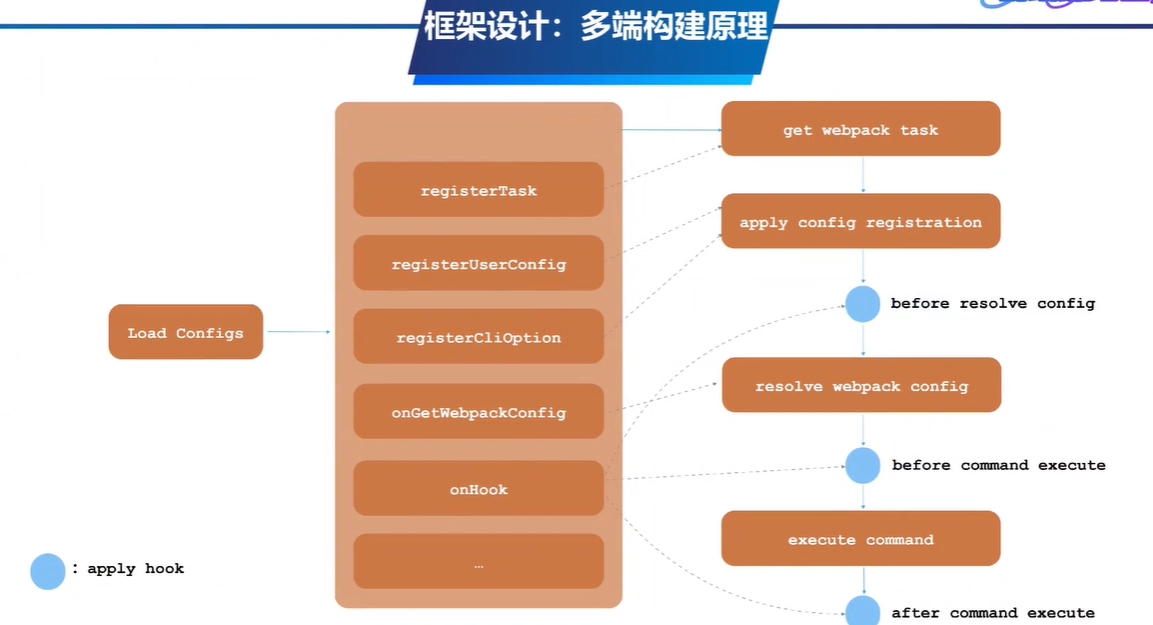 框架设计：多端构建原理
Load Configs
registerTask
registerUserConfig
registerCliOption
onGetWebpackConfig
onHook
…
get webpack task
apply config registration
before resolve config
resolve webpack config
before command execute
execute command
after command execute
: apply hook